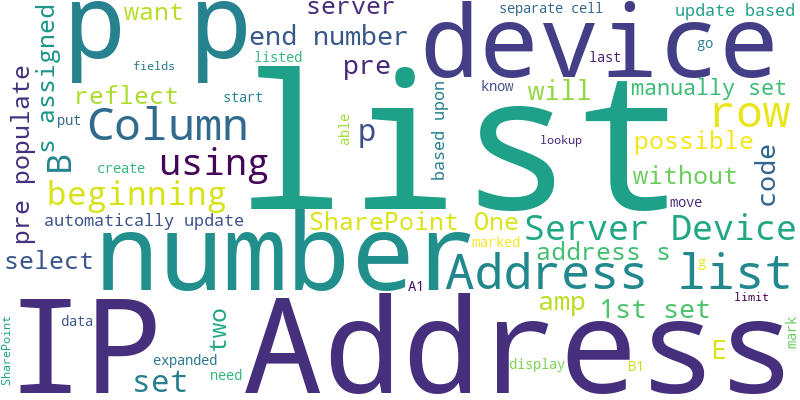 p p
want
server
device
separate cell
update based
end number
listed
last
go
s assigned
fields
pre
pre populate
reflect
start
list
know
will
manually set
put
Column
p
able
based upon
lookup
row
possible
B
using
create
without
code
beginning
move
automatically update
SharePoint One
Server Device
number
marked
address s
select
Address list
g
A1
IP Address
amp
1st set
limit
data
two
mark
SharePoint
expanded
set
need
display
B1
E